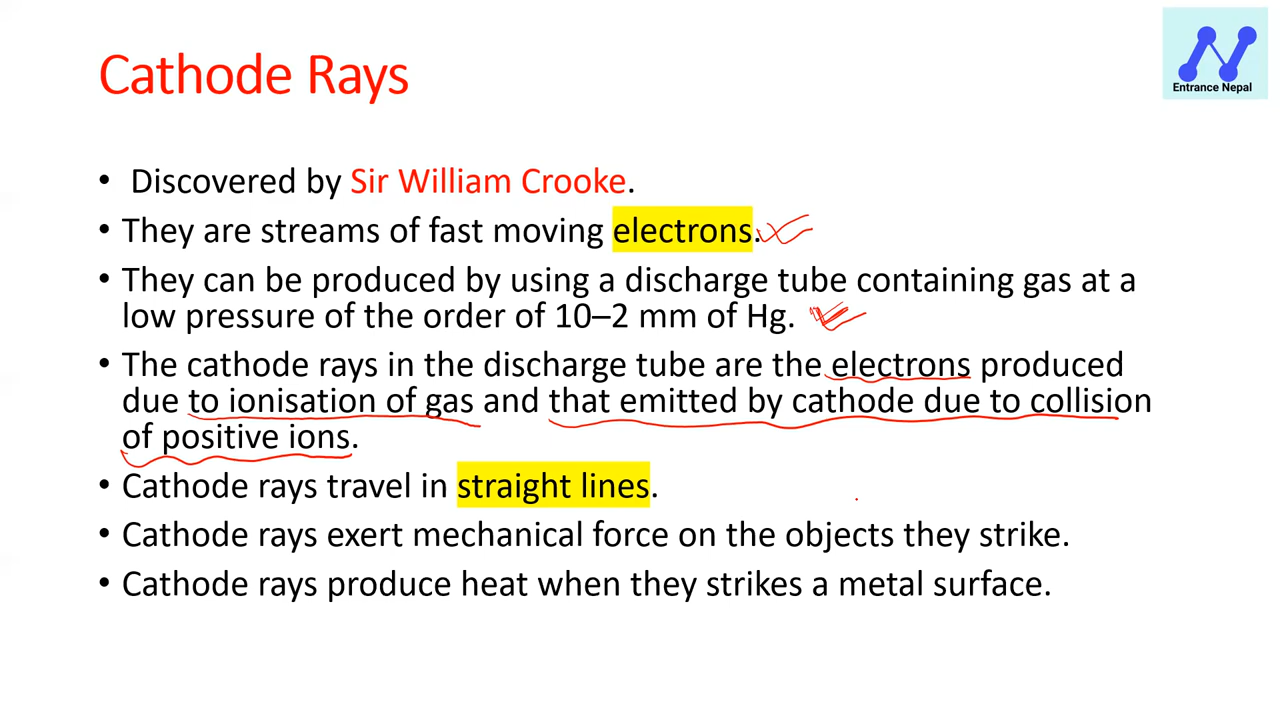 Cathode Rays
Entrance Nepal
• Discovered by Sir William Crooke.
• They are streams of fast moving electrons.
• They can be produced by using a discharge tube containing gas at a
low pressure of the order of 10–2 mm of Hg.
• The cathode rays in the discharge tube are the electrons produced
due to ionisation of gas and that emitted by cathode due to collision
of positive ions.
• Cathode rays travel in straight lines.
• Cathode rays exert mechanical force on the objects they strike.
• Cathode rays produce heat when they strikes a metal surface.